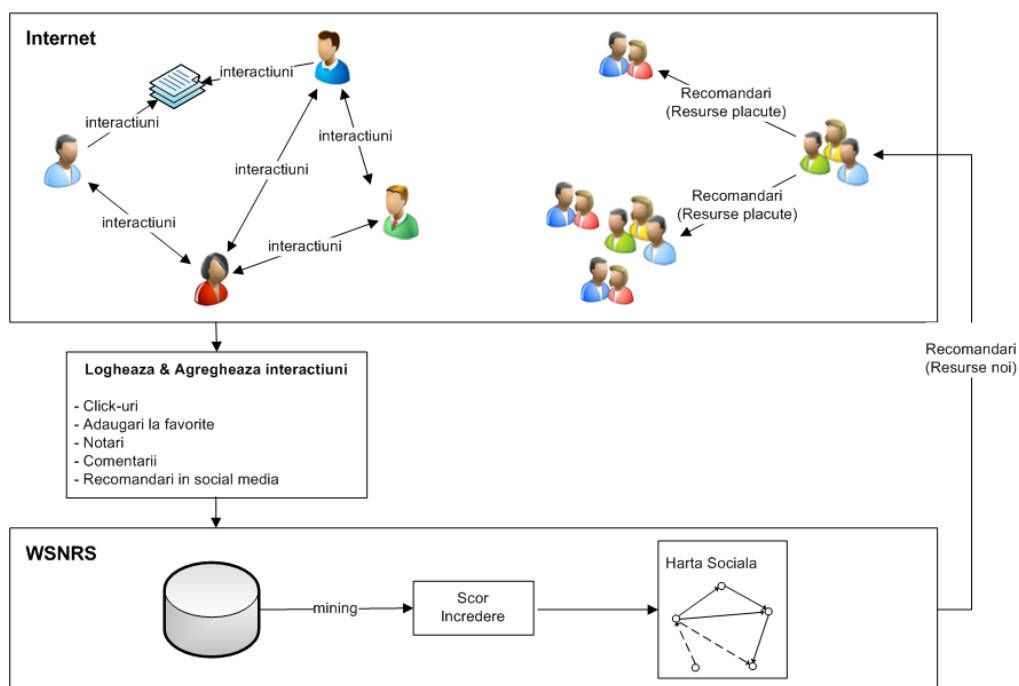 Internet
interactiuni
interactiuni
interactiuni
interactiuni
interactiuni
interactiuni
Recomandari
(Resurse placute)
Recomandari
(Resurse placute)
Logheaza & Agregheaza interactiuni
- Click-uri
- Adaugari la favorite
- Notari
- Comentarii
- Recomandari in social media
Recomandari
(Resurse noi)
WSNRS
mining
Scor
Incredere
Harta Sociala